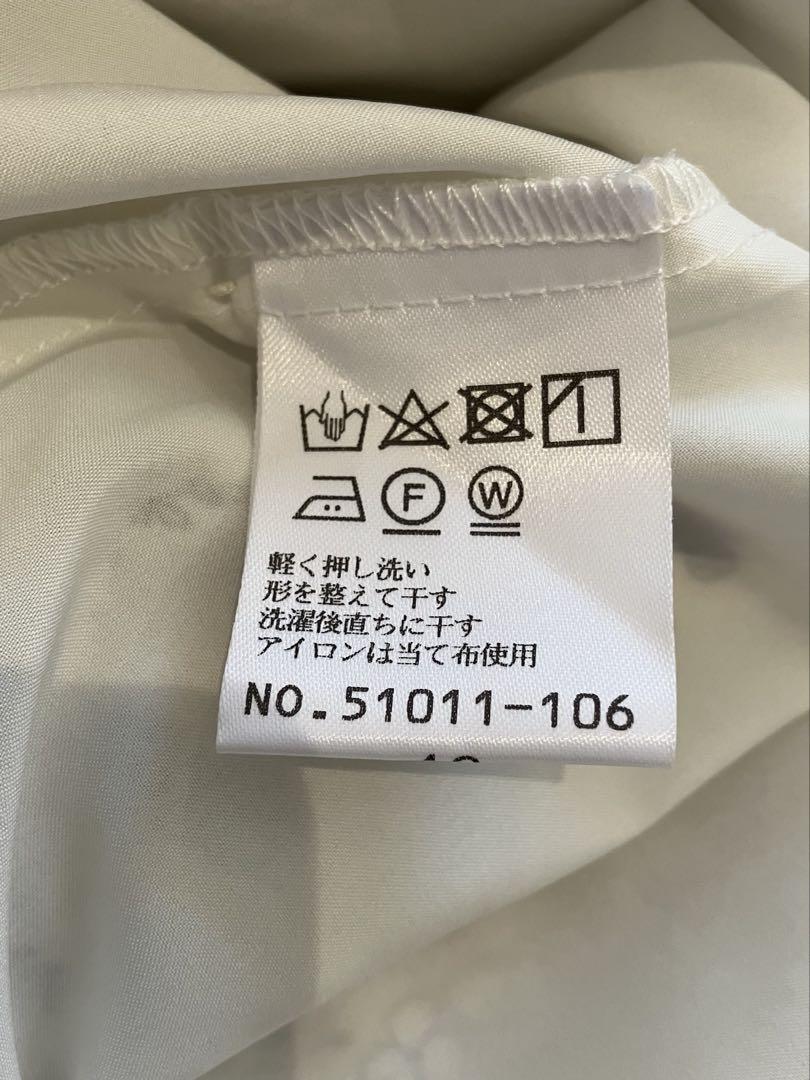 F W
軽く押し洗い
形を整えて干す
洗濯後直ちに干す
アイロンは当て布使用
NO.51011-106